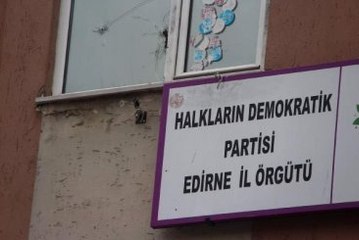 HALKLARIN DEMOKRATİK
PARTİSİ
EDİRNE İL ÖRGÜTÜ